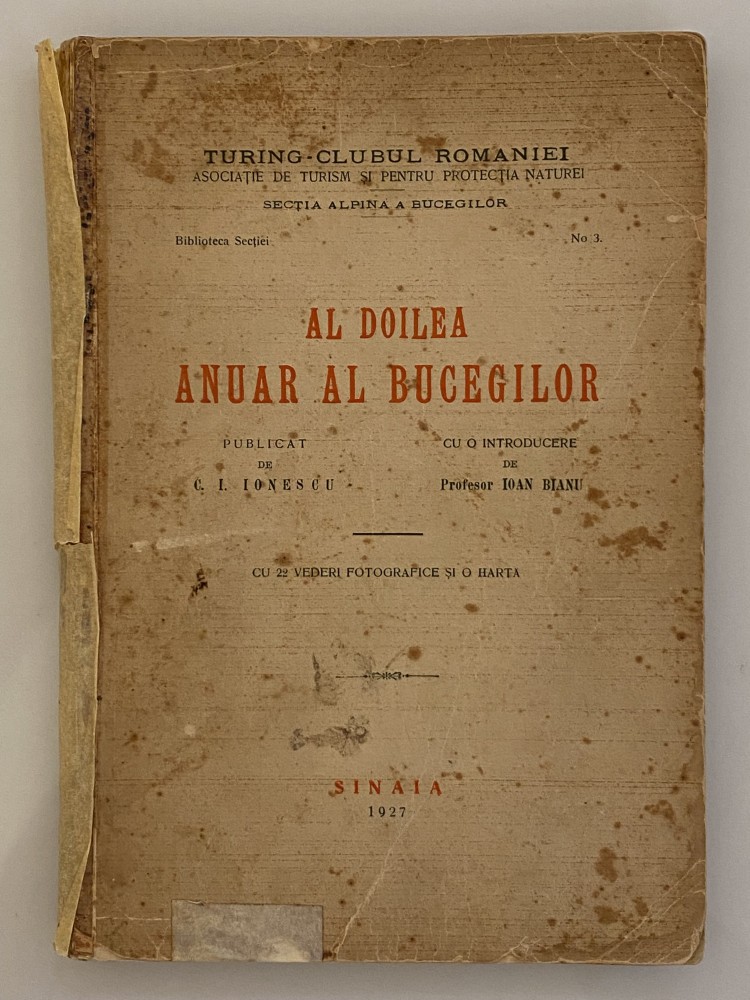 TURING-CLUBUL ROMANIEI
ASOCIAȚIE DE TURISM ȘI PENTRU PROTECȚIA NATUREI
SECȚIA ALPINA A BUCEGILOR
Biblioteca Secției No 3.
AL DOILEA
ANUAR AL BUCEGILOR
PUBLICAT
DE
C. I. IONESCU
CU O INTRODUCERE
DE
Profesor IOAN BIANU
CU 22 VEDERI FOTOGRAFICE ȘI O HARTA
SINAIA
1927